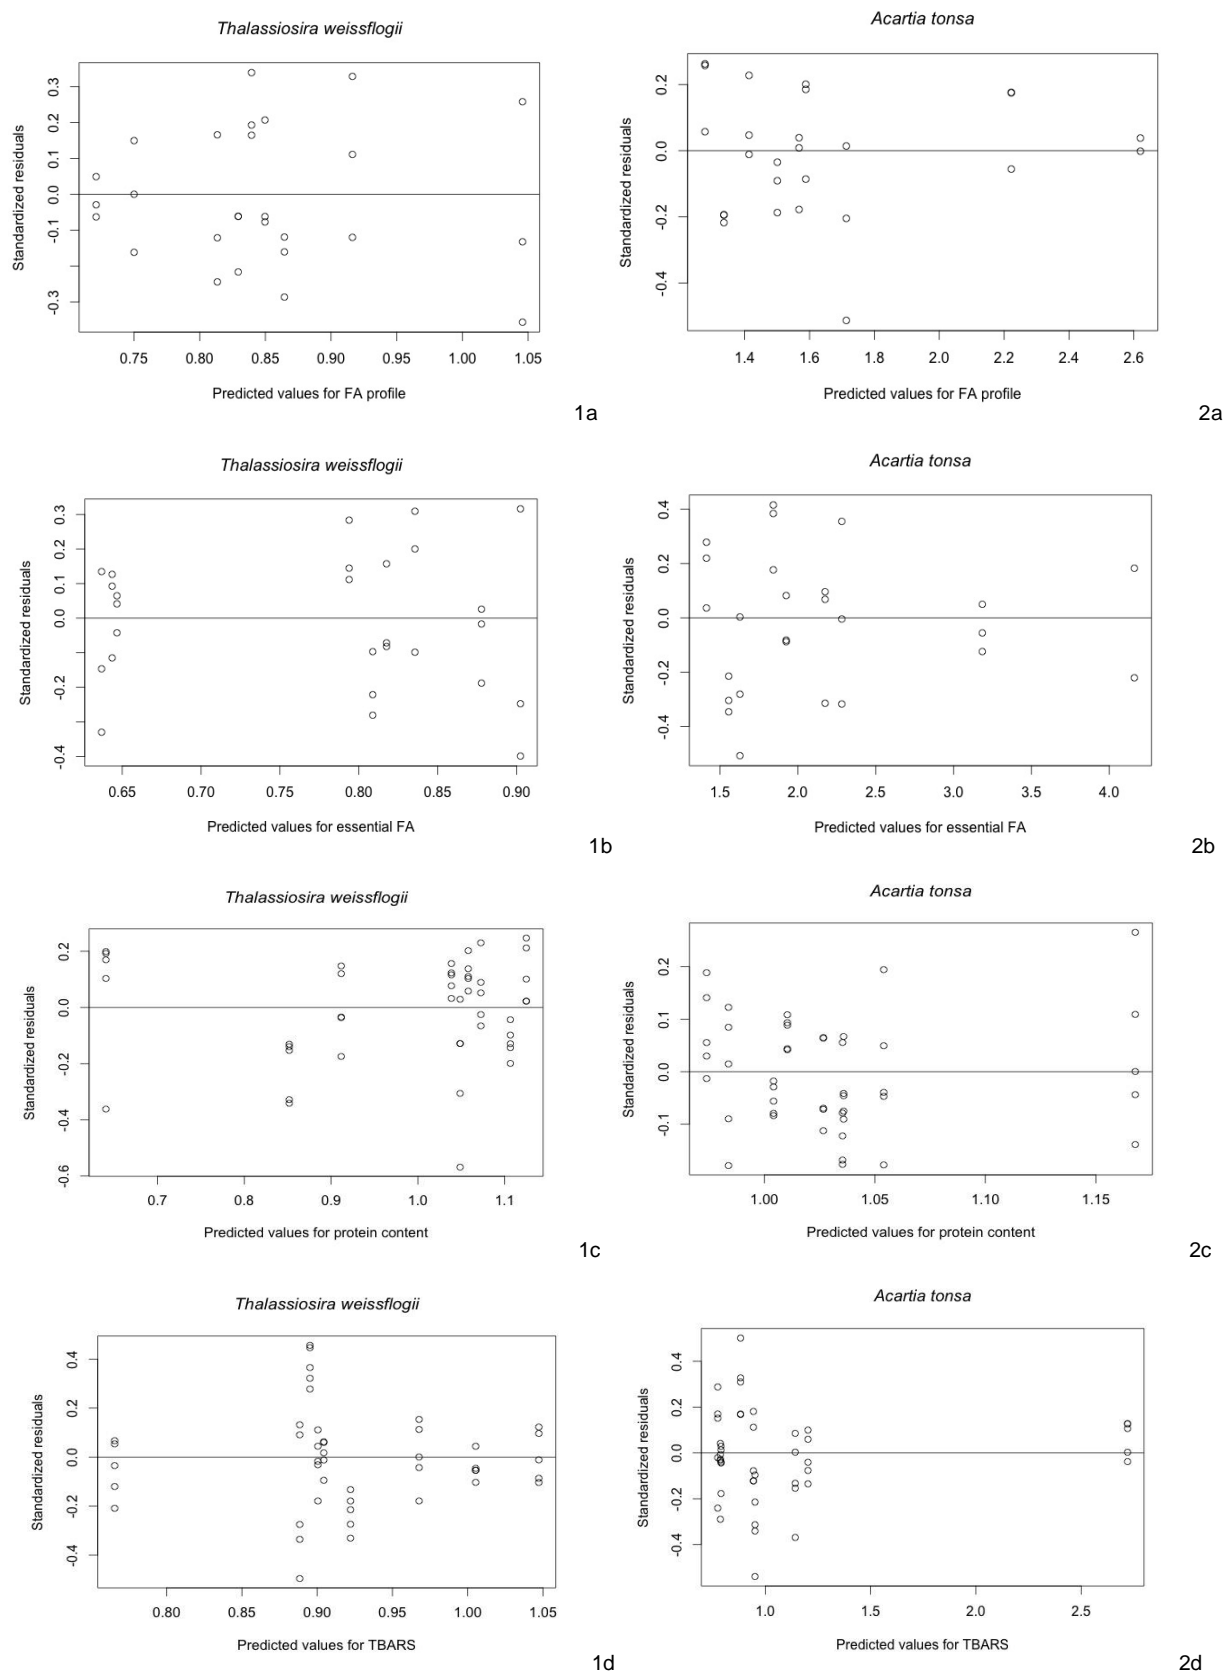 Thalassiosira weissflogii
Standardized residuals
0.3
0.2
0.1
0.0
-0.1
-0.3
0.75 0.80 0.85 0.90 0.95 1.00 1.05
Predicted values for FA profile
1a
Acartia tonsa
Standardized residuals
0.2
0.0
-0.2
-0.4
1.4 1.6 1.8 2.0 2.2 2.4 2.6
Predicted values for FA profile
2a
Thalassiosira weissflogii
Standardized residuals
0.3
0.2
0.1
0.0
-0.2
-0.4
0.65 0.70 0.75 0.80 0.85 0.90
Predicted values for essential FA
1b
Acartia tonsa
Standardized residuals
0.4
0.2
0.0
-0.2
-0.4
1.5 2.0 2.5 3.0 3.5 4.0
Predicted values for essential FA
2b
Thalassiosira weissflogii
Standardized residuals
0.2
0.0
-0.2
-0.4
-0.6
0.7 0.8 0.9 1.0 1.1
Predicted values for protein content
1c
Acartia tonsa
Standardized residuals
0.2
0.1
0.0
-0.1
1.00 1.05 1.10 1.15
Predicted values for protein content
2c
Thalassiosira weissflogii
Standardized residuals
0.4
0.2
0.0
-0.2
-0.4
0.80 0.85 0.90 0.95 1.00 1.05
Predicted values for TBARS
1d
Acartia tonsa
Standardized residuals
0.4
0.2
0.0
-0.2
-0.4
1.0 1.5 2.0 2.5
Predicted values for TBARS
2d